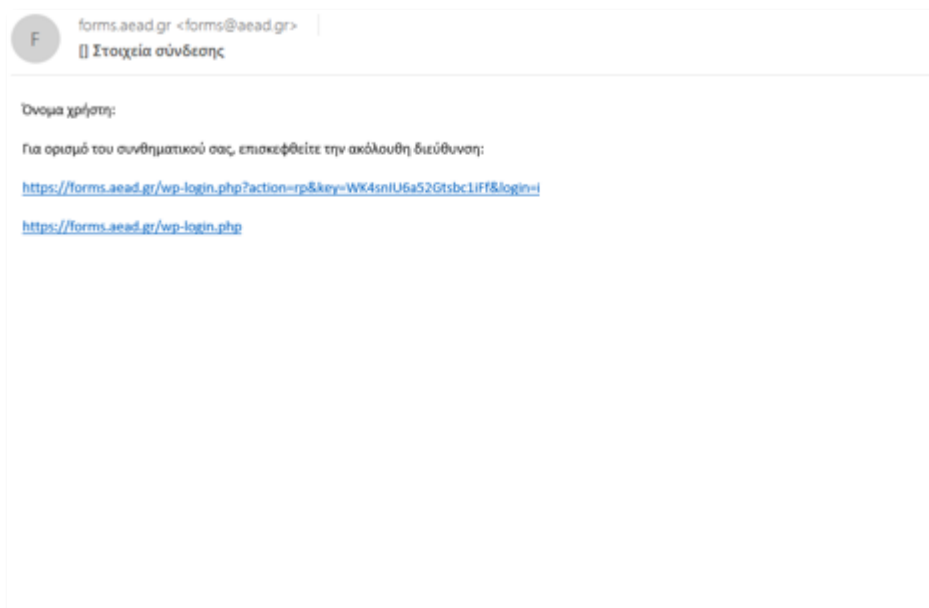 F
forms.aead.gr <forms@aead.gr>
[] Στοιχεία σύνδεσης
Όνομα χρήστη:
Για ορισμό του συνθηματικού σας, επισκεφθείτε την ακόλουθη διεύθυνση:
https://forms.aead.gr/wp-login.php?action=rp&key=WK4snIU6a52Gtsbc1iFf&login=i
https://forms.aead.gr/wp-login.php